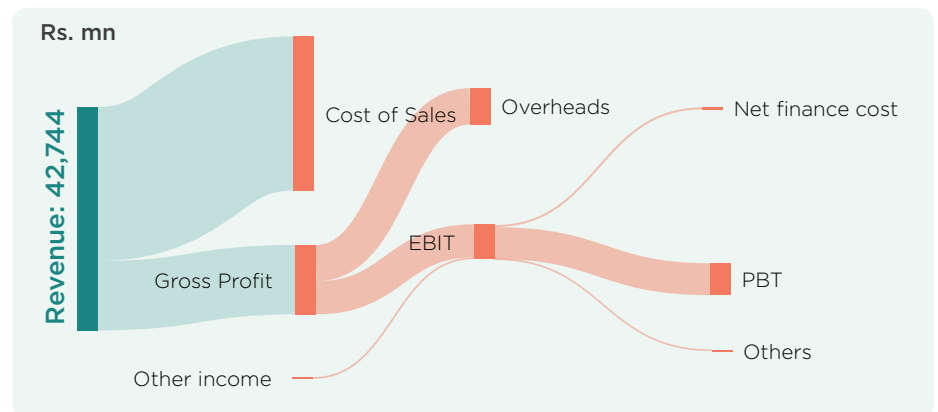 Rs. mn
Revenue: 42,744
Cost of Sales
Overheads
Net finance cost
EBIT
Gross Profit
PBT
Others
Other income